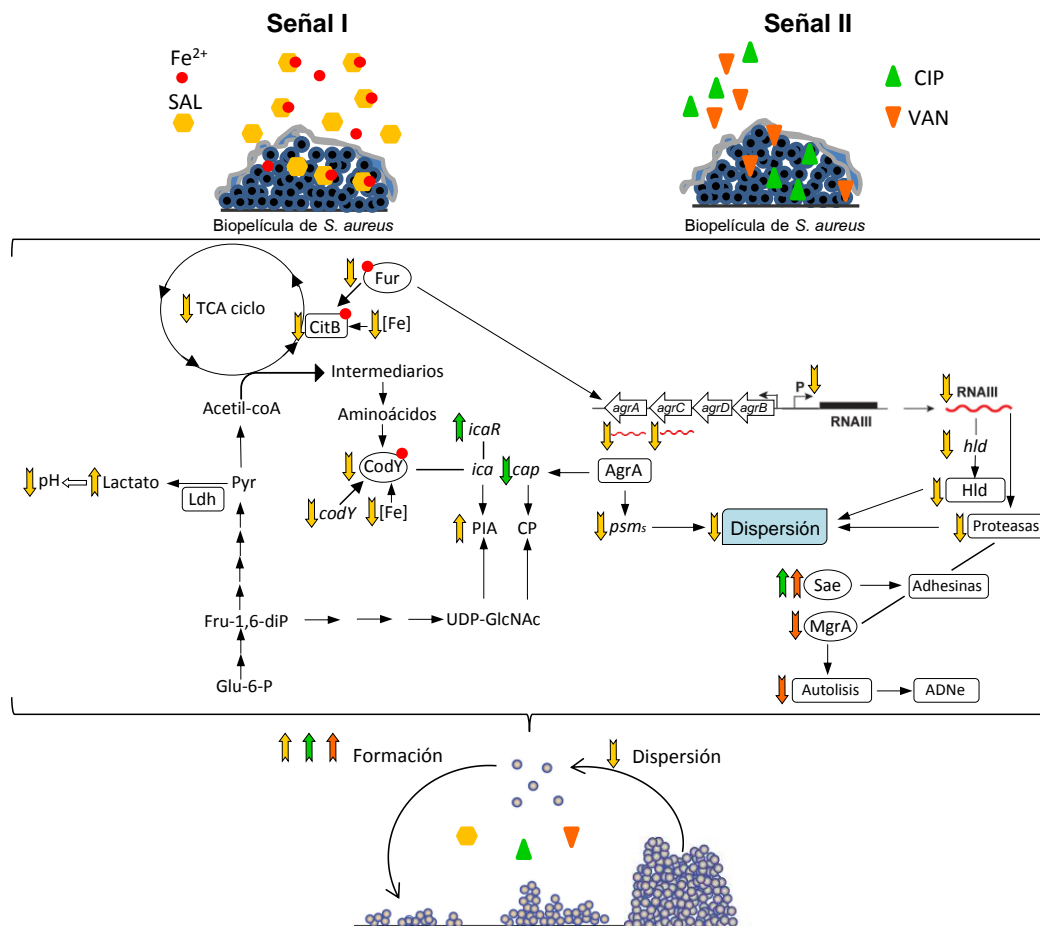 Señal I
Señal II
Fe2+
SAL
CIP
VAN
Biopelícula de S. aureus
Biopelícula de S. aureus
Fur
TCA ciclo
CitB
[Fe]
Intermediarios
Acetil-coA
Aminoácidos
icaR
agrA
agrC
agrD
agrB
P
RNAIII
RNAIII
hld
CodY
ica
cap
AgrA
pH
Lactato
Pyr
Ldh
codY
[Fe]
PIA
CP
psms
Dispersión
Hld
Proteasas
Sae
Adhesinas
Fru-1,6-diP
UDP-GlcNAc
MgrA
Glu-6-P
Autolisis
ADNe
Formación
Dispersión